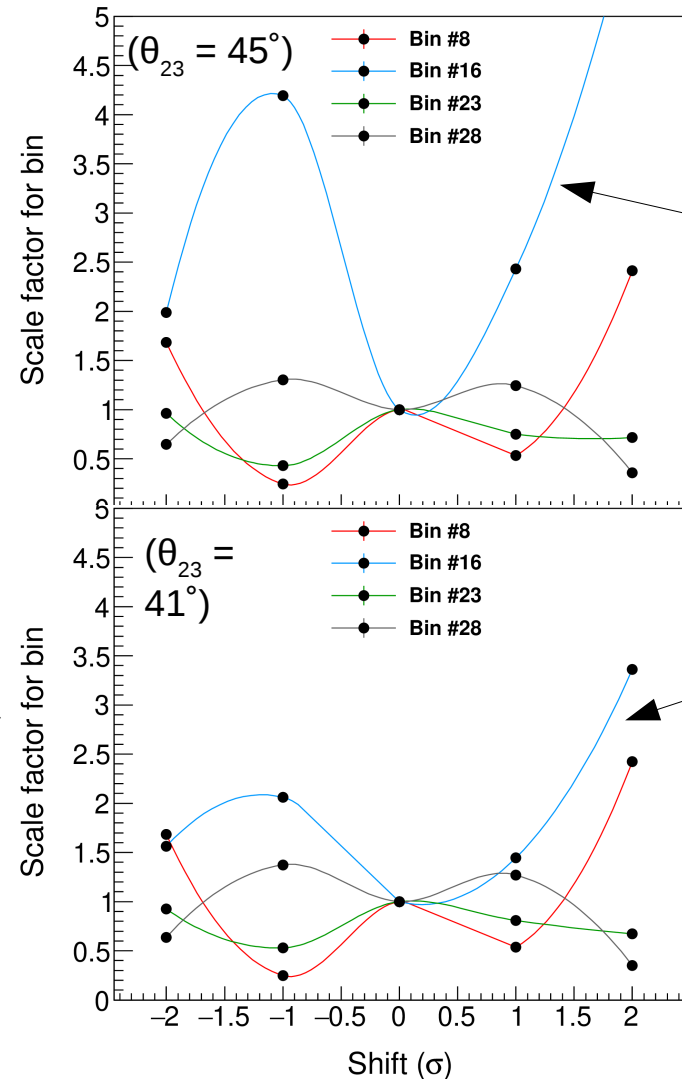 5
(θ23 = 45˚)
Bin #8
Bin #16
Bin #23
Bin #28
4.5
4
3.5
3
2.5
2
1.5
1
0.5
Scale factor for bin
5
(θ23 =
41˚)
Bin #8
Bin #16
Bin #23
Bin #28
4.5
4
3.5
3
2.5
2
1.5
1
0.5
0
Scale factor for bin
−2 −1.5 −1 −0.5 0 0.5 1 1.5 2
Shift (σ)